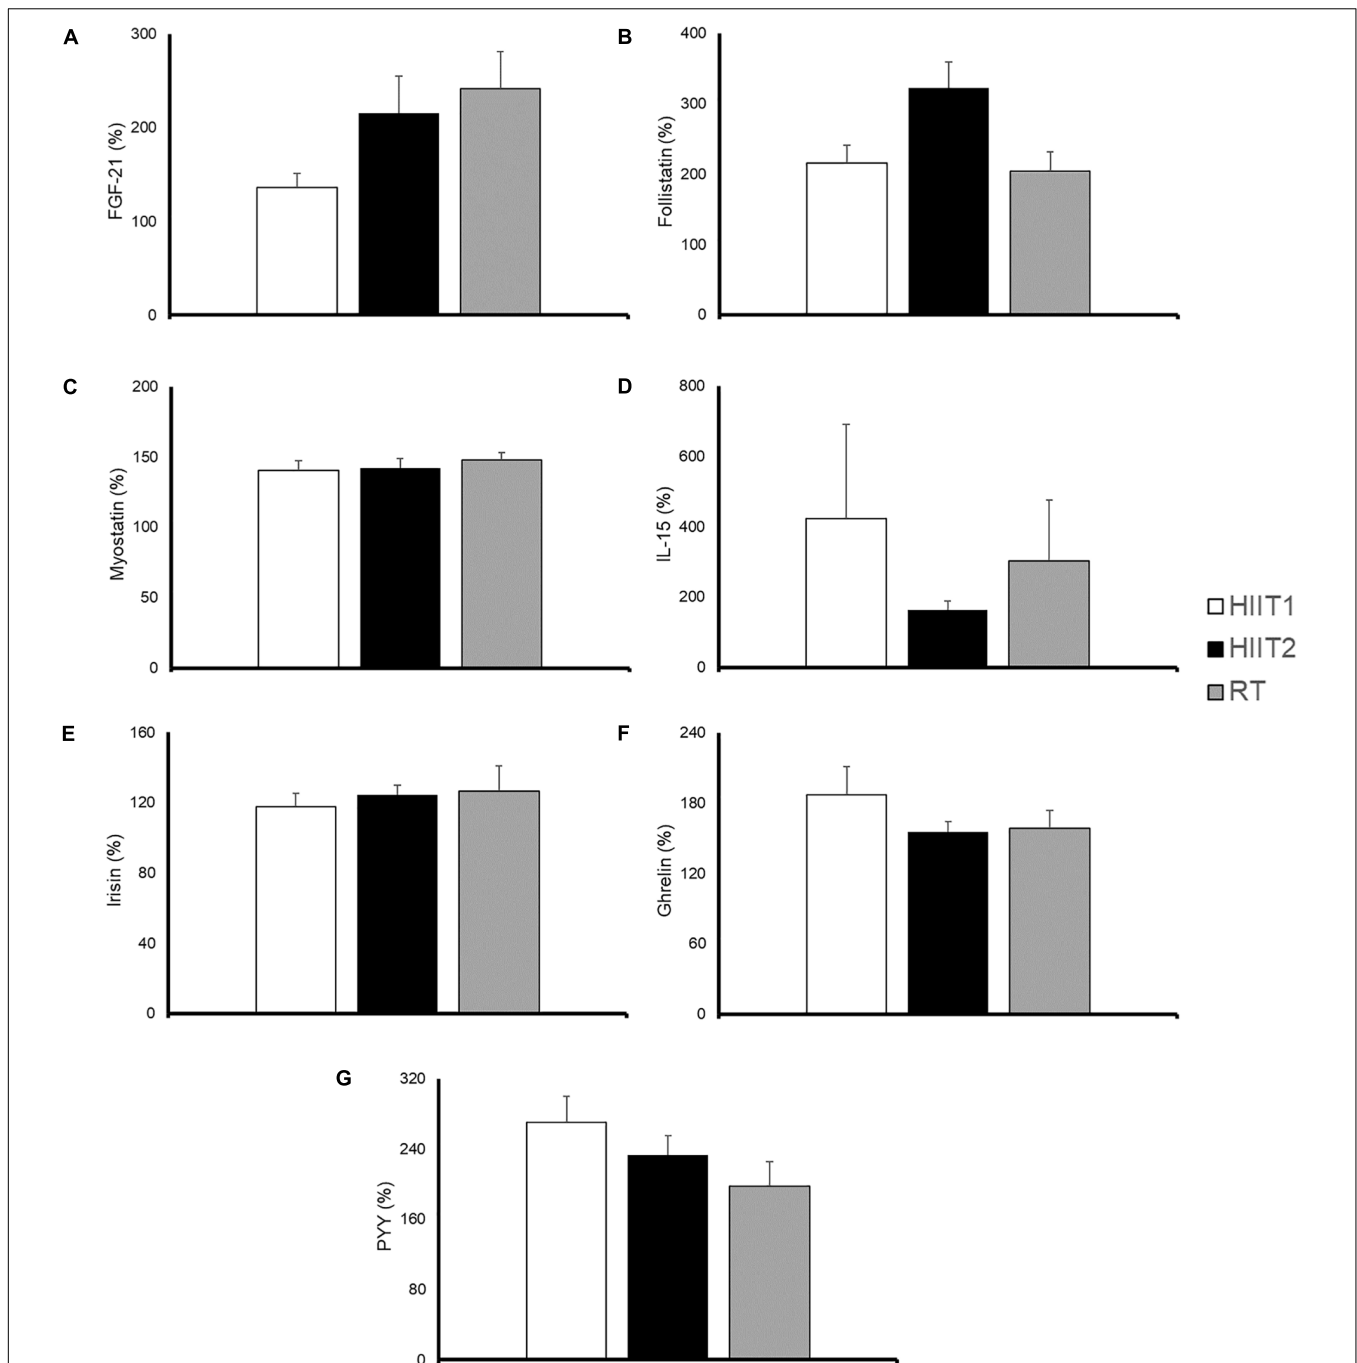 A
FGF-21 (%)
300
200
100
0
B
Follistatin (%)
400
300
200
100
0
C
Myostatin (%)
200
150
100
50
0
D
IL-15 (%)
800
600
400
200
0
HIIT1
HIIT2
RT
E
Irisin (%)
160
120
80
40
0
F
Ghrelin (%)
240
180
120
60
0
G
PYY (%)
320
240
160
80
0